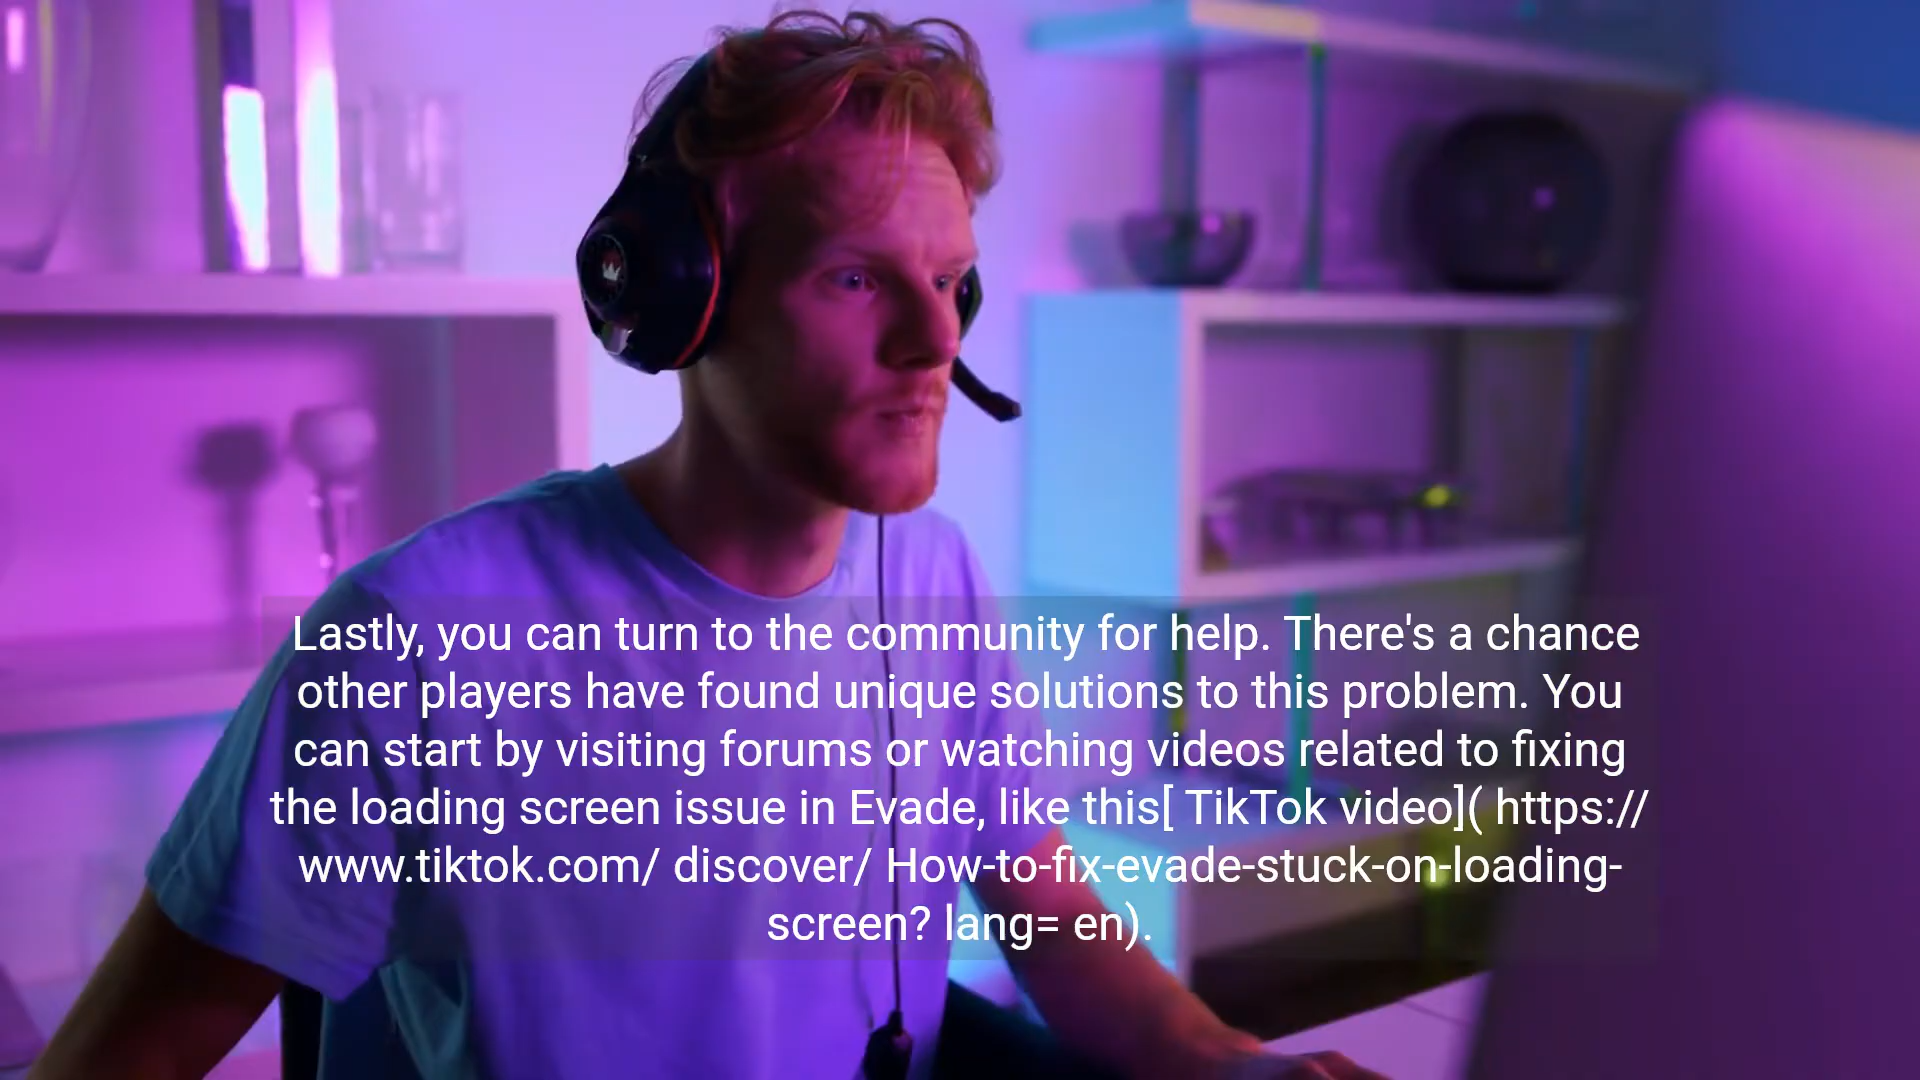 Lastly, you can turn to the community for help. There's a chance
other players have found unique solutions to this problem. You
can start by visiting forums or watching videos related to fixing
the loading screen issue in Evade, like this[ TikTok video]( https://
www.tiktok.com/ discover/ How-to-fix-evade-stuck-on-loading-
screen? lang= en).